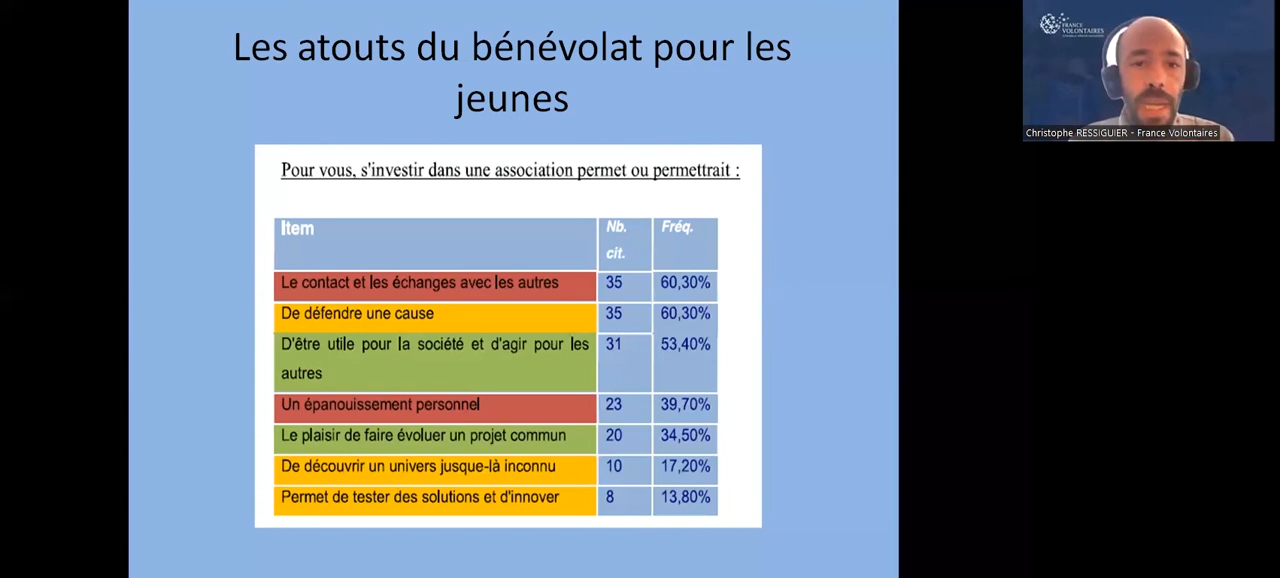 Les atouts du bénévolat pour les
jeunes
Pour vous, s'investir dans une association permet ou permettrait :
Item Nb.
cit. Fréq.
Le contact et les échanges avec les autres 35 60,30%
De défendre une cause 35 60,30%
D'être utile pour la société et d'agir pour les
autres 31 53,40%
Un épanouissement personnel 23 39,70%
Le plaisir de faire évoluer un projet commun 20 34,50%
De découvrir un univers jusque-là inconnu 10 17,20%
Permet de tester des solutions et d'innover 8 13,80%
FRANCE
VOLONTAIRES
Christophe RESSIGUIER - France Volontaires